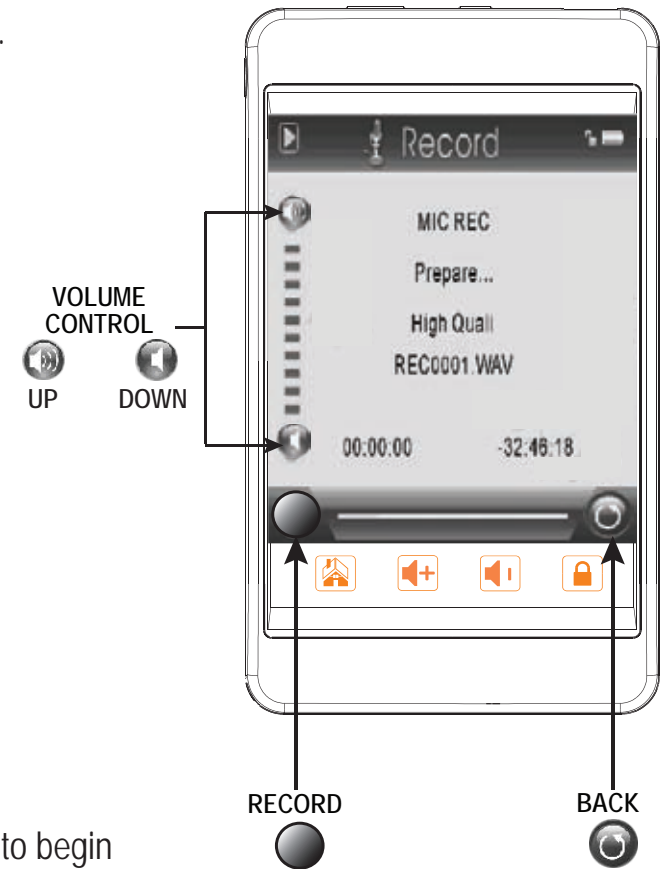 .
Record
MIC REC
Prepare...
High Quali
REC0001.WAV
00:00:00 -32:46:18
VOLUME
CONTROL
UP DOWN
RECORD BACK
to begin